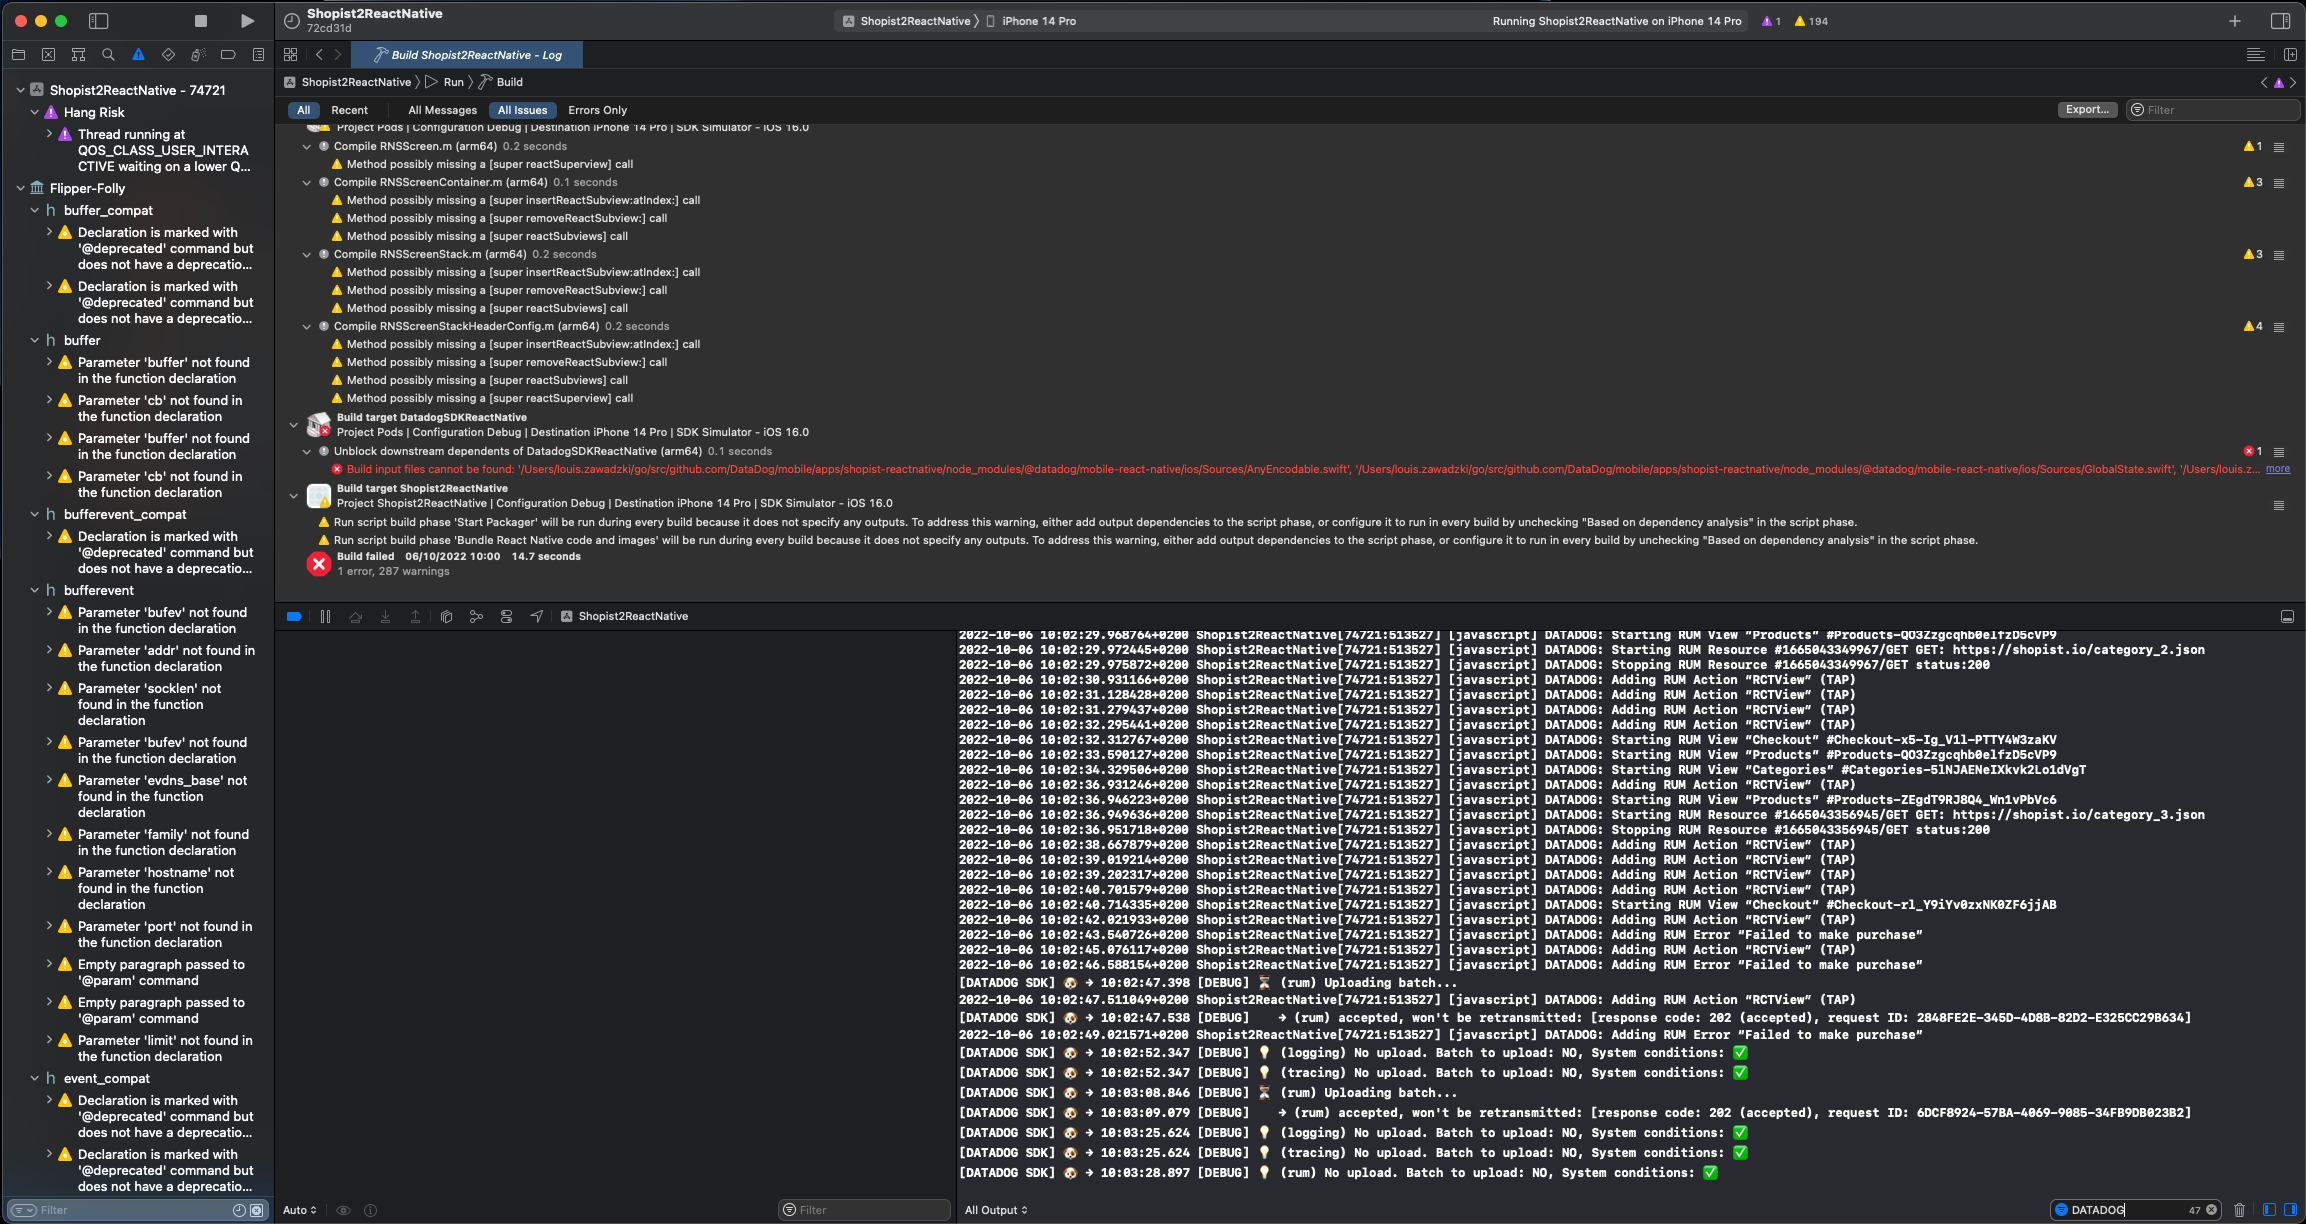 Shopist2ReactNative
72cd31d
Shopist2ReactNative 〉 iPhone 14 Pro
Running Shopist2ReactNative on iPhone 14 Pro
1
194
Build Shopist2ReactNative - Log
Shopist2ReactNative 〉 Run 〉 Build
All
Recent
All Messages
All Issues
Errors Only
Export...
Filter
Shopist2ReactNative - 74721
Hang Risk
Thread running at
QOS_CLASS_USER_INTERA
CTIVE waiting on a lower Q...
Flipper-Folly
h buffer_compat
Declaration is marked with
'@deprecated' command but
does not have a deprecatio...
Declaration is marked with
'@deprecated' command but
does not have a deprecatio...
h buffer
Parameter 'buffer' not found
in the function declaration
Parameter 'cb' not found in
the function declaration
Parameter 'buffer' not found
in the function declaration
Parameter 'cb' not found in
the function declaration
h bufferevent_compat
Declaration is marked with
'@deprecated' command but
does not have a deprecatio...
h bufferevent
Parameter 'bufev' not found
in the function declaration
Parameter 'addr' not found in
the function declaration
Parameter 'socklen' not
found in the function
declaration
Parameter 'bufev' not found
in the function declaration
Parameter 'evdns_base' not
found in the function
declaration
Parameter 'family' not found
in the function declaration
Parameter 'hostname' not
found in the function
declaration
Parameter 'port' not found in
the function declaration
Empty paragraph passed to
'@param' command
Empty paragraph passed to
'@param' command
Parameter 'limit' not found in
the function declaration
h event_compat
Declaration is marked with
'@deprecated' command but
does not have a deprecatio...
Declaration is marked with
'@deprecated' command but
does not have a deprecatio...
Filter
Project Pods | Configuration Debug | Destination iPhone 14 Pro | SDK Simulator - iOS 16.0
Compile RNSScreen.m (arm64) 0.2 seconds
1
Method possibly missing a [super reactSuperview] call
Compile RNSScreenContainer.m (arm64) 0.1 seconds
3
Method possibly missing a [super insertReactSubview:atIndex:] call
Method possibly missing a [super removeReactSubview:] call
Method possibly missing a [super reactSubviews] call
Compile RNSScreenStack.m (arm64) 0.2 seconds
3
Method possibly missing a [super insertReactSubview:atIndex:] call
Method possibly missing a [super removeReactSubview:] call
Method possibly missing a [super reactSubviews] call
Compile RNSScreenStackHeaderConfig.m (arm64) 0.2 seconds
4
Method possibly missing a [super insertReactSubview:atIndex:] call
Method possibly missing a [super removeReactSubview:] call
Method possibly missing a [super reactSubviews] call
Method possibly missing a [super reactSuperview] call
Build target DatadogSDKReactNative
Project Pods | Configuration Debug | Destination iPhone 14 Pro | SDK Simulator - iOS 16.0
Unblock downstream dependents of DatadogSDKReactNative (arm64) 0.1 seconds
1
Build input files cannot be found: '/Users/louis.zawadzki/go/src/github.com/DataDog/mobile/apps/shopist-reactnative/node_modules/@datadog/mobile-react-native/ios/Sources/AnyEncodable.swift', '/Users/louis.zawadzki/go/src/github.com/DataDog/mobile/apps/shopist-reactnative/node_modules/@datadog/mobile-react-native/ios/Sources/GlobalState.swift', '/Users/louis.z... more
Build target Shopist2ReactNative
Project Shopist2ReactNative | Configuration Debug | Destination iPhone 14 Pro | SDK Simulator - iOS 16.0
Run script build phase 'Start Packager' will be run during every build because it does not specify any outputs. To address this warning, either add output dependencies to the script phase, or configure it to run in every build by unchecking "Based on dependency analysis" in the script phase.
Run script build phase 'Bundle React Native code and images' will be run during every build because it does not specify any outputs. To address this warning, either add output dependencies to the script phase, or configure it to run in every build by unchecking "Based on dependency analysis" in the script phase.
Build failed 06/10/2022 10:00 14.7 seconds
1 error, 287 warnings
Shopist2ReactNative
2022-10-06 10:02:29.968764+0200 Shopist2ReactNative[74721:513527] [javascript] DATADOG: Starting RUM View “Products” #Products-QO3Zzgcqhb0elfzD5cVP9
2022-10-06 10:02:29.972445+0200 Shopist2ReactNative[74721:513527] [javascript] DATADOG: Starting RUM Resource #1665043349967/GET GET: https://shopist.io/category_2.json
2022-10-06 10:02:29.975872+0200 Shopist2ReactNative[74721:513527] [javascript] DATADOG: Stopping RUM Resource #1665043349967/GET status:200
2022-10-06 10:02:30.931166+0200 Shopist2ReactNative[74721:513527] [javascript] DATADOG: Adding RUM Action “RCTView” (TAP)
2022-10-06 10:02:31.128428+0200 Shopist2ReactNative[74721:513527] [javascript] DATADOG: Adding RUM Action “RCTView” (TAP)
2022-10-06 10:02:31.279437+0200 Shopist2ReactNative[74721:513527] [javascript] DATADOG: Adding RUM Action “RCTView” (TAP)
2022-10-06 10:02:32.295441+0200 Shopist2ReactNative[74721:513527] [javascript] DATADOG: Adding RUM Action “RCTView” (TAP)
2022-10-06 10:02:32.312767+0200 Shopist2ReactNative[74721:513527] [javascript] DATADOG: Starting RUM View “Checkout” #Checkout-x5-Ig_V1l-PTTY4W3zaKV
2022-10-06 10:02:33.590127+0200 Shopist2ReactNative[74721:513527] [javascript] DATADOG: Starting RUM View “Products” #Products-QO3Zzgcqhb0elfzD5cVP9
2022-10-06 10:02:34.329506+0200 Shopist2ReactNative[74721:513527] [javascript] DATADOG: Starting RUM View “Categories” #Categories-5lNJAENeIXkvk2Lo1dVgT
2022-10-06 10:02:36.931246+0200 Shopist2ReactNative[74721:513527] [javascript] DATADOG: Adding RUM Action “RCTView” (TAP)
2022-10-06 10:02:36.946223+0200 Shopist2ReactNative[74721:513527] [javascript] DATADOG: Starting RUM View “Products” #Products-ZEgdT9RJ8Q4_Wn1vPbVc6
2022-10-06 10:02:36.949636+0200 Shopist2ReactNative[74721:513527] [javascript] DATADOG: Starting RUM Resource #1665043356945/GET GET: https://shopist.io/category_3.json
2022-10-06 10:02:36.951718+0200 Shopist2ReactNative[74721:513527] [javascript] DATADOG: Stopping RUM Resource #1665043356945/GET status:200
2022-10-06 10:02:38.667879+0200 Shopist2ReactNative[74721:513527] [javascript] DATADOG: Adding RUM Action “RCTView” (TAP)
2022-10-06 10:02:39.019214+0200 Shopist2ReactNative[74721:513527] [javascript] DATADOG: Adding RUM Action “RCTView” (TAP)
2022-10-06 10:02:39.202317+0200 Shopist2ReactNative[74721:513527] [javascript] DATADOG: Adding RUM Action “RCTView” (TAP)
2022-10-06 10:02:40.701579+0200 Shopist2ReactNative[74721:513527] [javascript] DATADOG: Adding RUM Action “RCTView” (TAP)
2022-10-06 10:02:40.714335+0200 Shopist2ReactNative[74721:513527] [javascript] DATADOG: Starting RUM View “Checkout” #Checkout-rl_Y9iYv0zxNK0ZF6jjAB
2022-10-06 10:02:42.021933+0200 Shopist2ReactNative[74721:513527] [javascript] DATADOG: Adding RUM Action “RCTView” (TAP)
2022-10-06 10:02:43.540726+0200 Shopist2ReactNative[74721:513527] [javascript] DATADOG: Adding RUM Error “Failed to make purchase”
2022-10-06 10:02:45.076117+0200 Shopist2ReactNative[74721:513527] [javascript] DATADOG: Adding RUM Action “RCTView” (TAP)
2022-10-06 10:02:46.588154+0200 Shopist2ReactNative[74721:513527] [javascript] DATADOG: Adding RUM Error “Failed to make purchase”
[DATADOG SDK] 🐶 → 10:02:47.398 [DEBUG] ⏳ (rum) Uploading batch...
2022-10-06 10:02:47.511049+0200 Shopist2ReactNative[74721:513527] [javascript] DATADOG: Adding RUM Action “RCTView” (TAP)
[DATADOG SDK] 🐶 → 10:02:47.538 [DEBUG] → (rum) accepted, won't be retransmitted: [response code: 202 (accepted), request ID: 2848FE2E-345D-4D8B-82D2-E325CC29B634]
2022-10-06 10:02:49.021571+0200 Shopist2ReactNative[74721:513527] [javascript] DATADOG: Adding RUM Error “Failed to make purchase”
[DATADOG SDK] 🐶 → 10:02:52.347 [DEBUG] 💡 (logging) No upload. Batch to upload: NO, System conditions: ✅
[DATADOG SDK] 🐶 → 10:02:52.347 [DEBUG] 💡 (tracing) No upload. Batch to upload: NO, System conditions: ✅
[DATADOG SDK] 🐶 → 10:03:08.846 [DEBUG] ⏳ (rum) Uploading batch...
[DATADOG SDK] 🐶 → 10:03:09.079 [DEBUG] → (rum) accepted, won't be retransmitted: [response code: 202 (accepted), request ID: 6DCF8924-57BA-4069-9085-34FB9DB023B2]
[DATADOG SDK] 🐶 → 10:03:25.624 [DEBUG] 💡 (logging) No upload. Batch to upload: NO, System conditions: ✅
[DATADOG SDK] 🐶 → 10:03:25.624 [DEBUG] 💡 (tracing) No upload. Batch to upload: NO, System conditions: ✅
[DATADOG SDK] 🐶 → 10:03:28.897 [DEBUG] 💡 (rum) No upload. Batch to upload: NO, System conditions: ✅
Auto
Filter
All Output
DATADOG
47